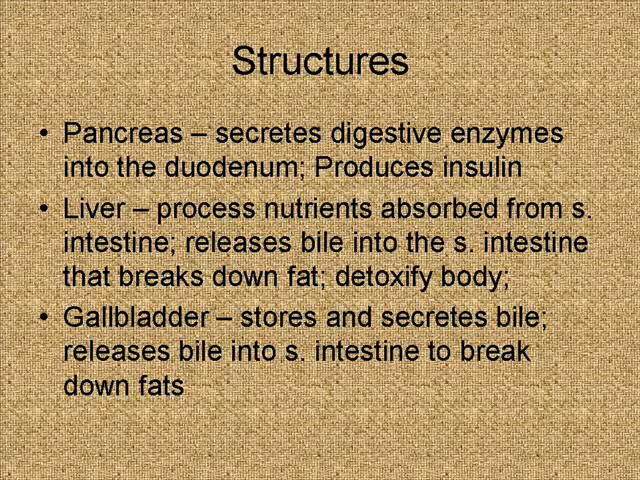 Structures
• Pancreas – secretes digestive enzymes
into the duodenum; Produces insulin
• Liver – process nutrients absorbed from s.
intestine; releases bile into the s. intestine
that breaks down fat; detoxify body;
• Gallbladder – stores and secretes bile;
releases bile into s. intestine to break
down fats